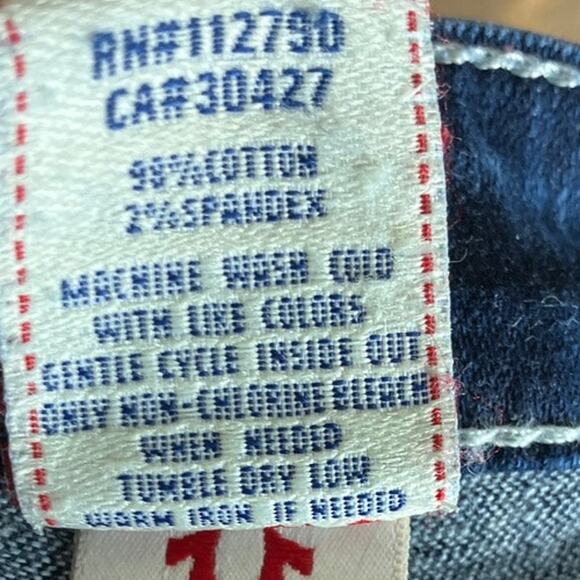 RN#112790
CA#30427
98%COTTON
2%SPANDEX
MACHINE WASH COLD
WITH LIKE COLORS
GENTLE CYCLE INSIDE OUT
ONLY NON-CHLORINE BLEACH
WHEN NEEDED
TUMBLE DRY LOW
WARM IRON IF NEEDED